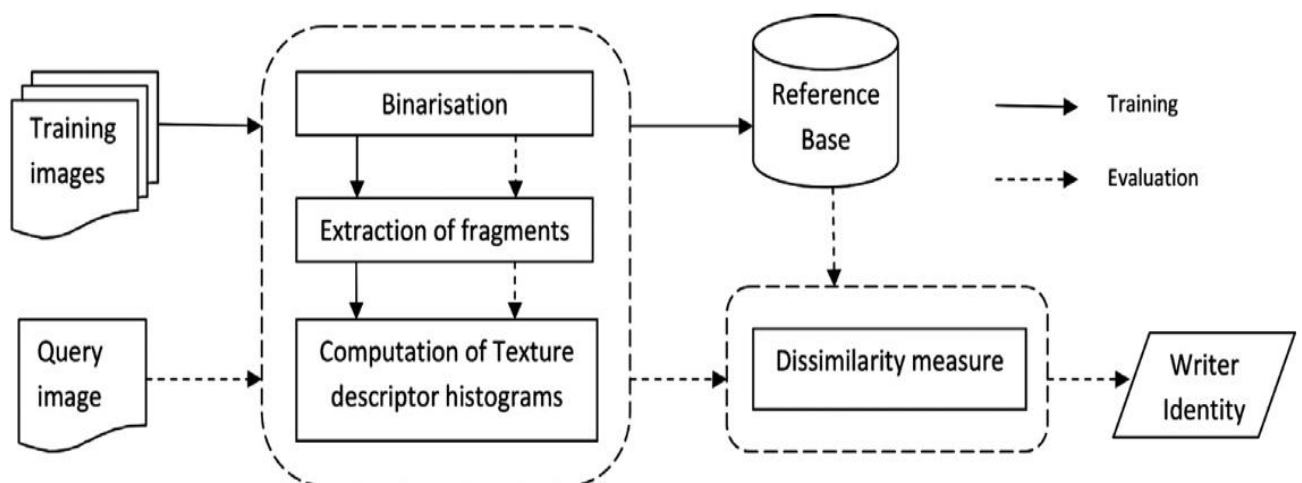 Training
images
Binarisation
Extraction of fragments
Computation of Texture
descriptor histograms
Query
image
Reference
Base
Dissimilarity measure
Writer
Identity
Training
Evaluation